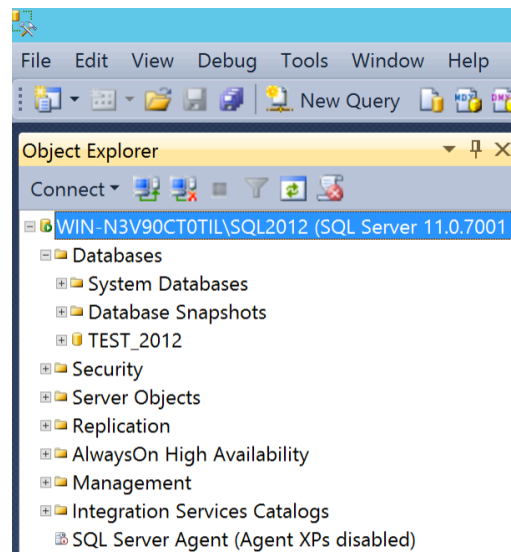 File Edit View Debug Tools Window Help
New Query
Object Explorer
Connect
WIN-N3V90CT0TIL\SQL2012 (SQL Server 11.0.7001
Databases
System Databases
Database Snapshots
TEST_2012
Security
Server Objects
Replication
AlwaysOn High Availability
Management
Integration Services Catalogs
SQL Server Agent (Agent XPs disabled)